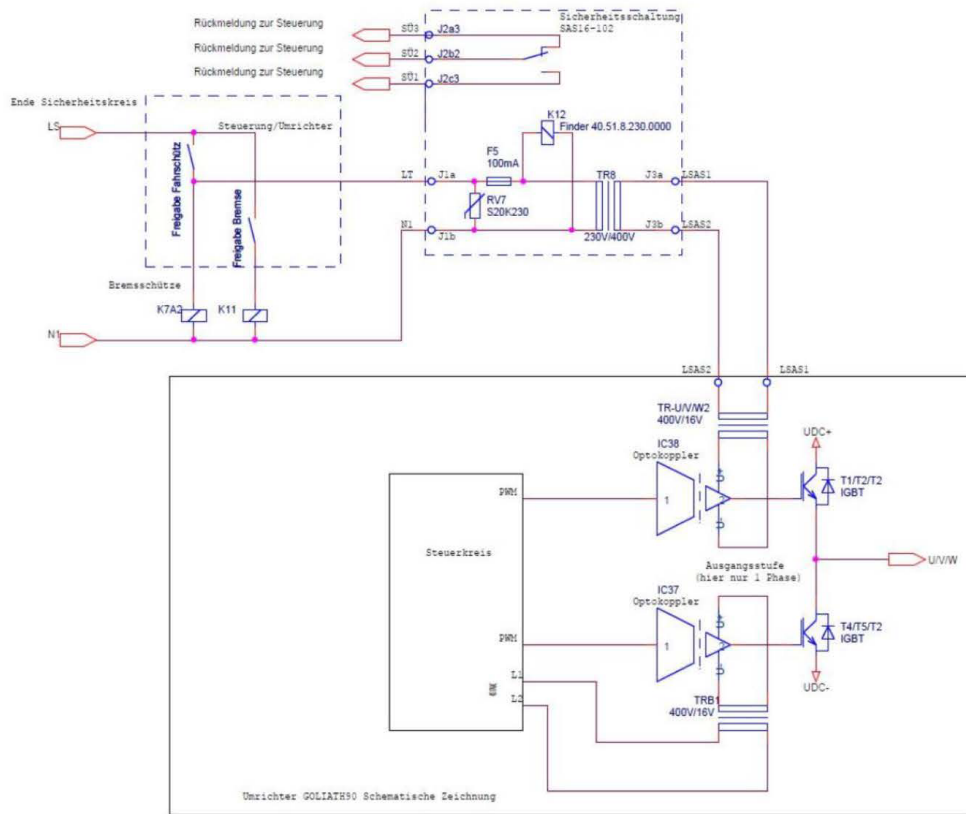 Rückmeldung zur Steuerung
SÜ3
J2a3
Sicherheitsschaltung
SAS16-102
Rückmeldung zur Steuerung
SÜ2
J2b2
Rückmeldung zur Steuerung
SÜ1
J2c3
Ende Sicherheitskreis
LS
Steuerung/Umrichter
K12
Finder 40.51.8.230.0000
Freigabe Fahrschütz
Freigabe Bremse
F5
100mA
LT
J1a
TR8
J3a
LSAS1
RV7
S20K230
N1
J1b
230V/400V
J3b
LSAS2
Bremsschütze
K7A2
K11
N1
LSAS2
LSAS1
TR-U/V/W2
400V/16V
UDC+
IC38
Optokoppler
T1/T2/T2
IGBT
PWM
1
2
Steuerkreis
U/V/W
Ausgangsstufe
(hier nur 1 Phase)
IC37
Optokoppler
T4/T5/T2
IGBT
PWM
1
2
L1
L2
UDC-
TRB1
400V/16V
Umrichter GOLIATH90 Schematische Zeichnung